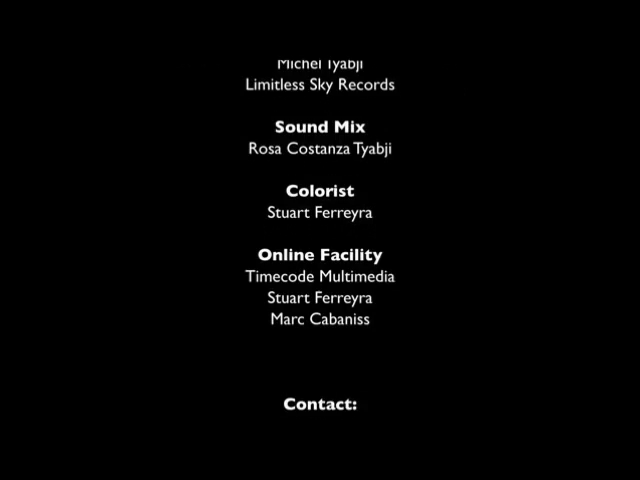 Michel Tyabji
Limitless Sky Records
Sound Mix
Rosa Costanza Tyabji
Colorist
Stuart Ferreyra
Online Facility
Timecode Multimedia
Stuart Ferreyra
Marc Cabaniss
Contact: